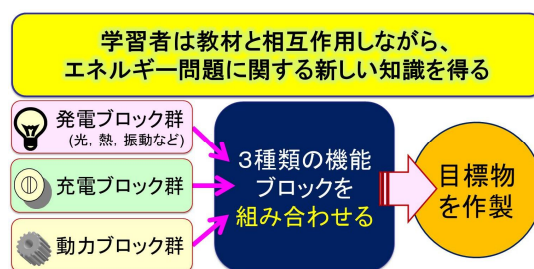 学習者は教材と相互作用しながら、
エネルギー問題に関する新しい知識を得る
発電ブロック群
(光, 熱, 振動など)
充電ブロック群
動力ブロック群
３種類の機能
ブロックを
組み合わせる
目標物
を作製